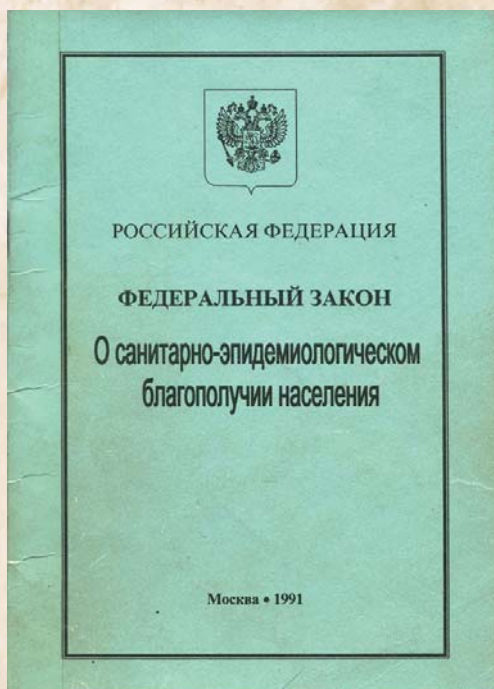 РОССИЙСКАЯ ФЕДЕРАЦИЯ
ФЕДЕРАЛЬНЫЙ ЗАКОН
О санитарно-эпидемиологическом
благополучии населения
Москва • 1991